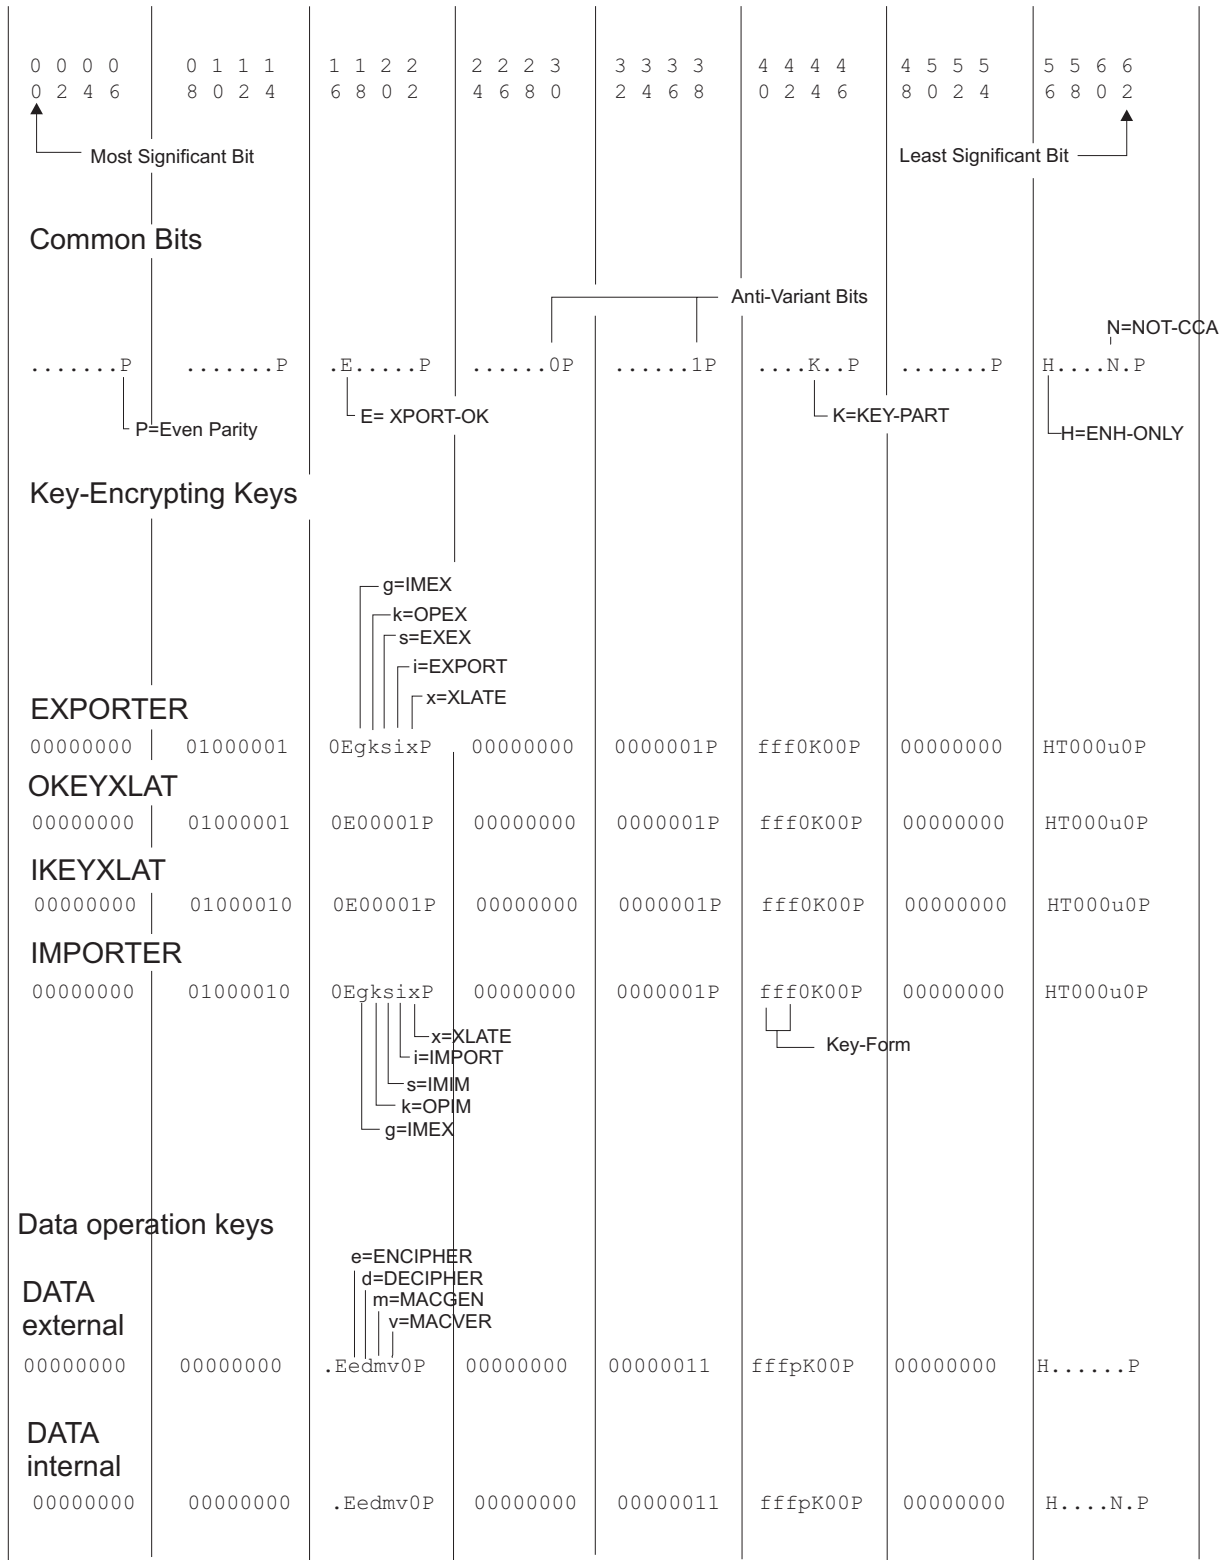 0 0 0 0 0 1 1 1 1 1 2 2 2 2 2 3 3 3 3 3 4 4 4 4 4 5 5 5 5 5 6 6
0 2 4 6 8 0 2 4 6 8 0 2 4 6 8 0 2 4 6 8 0 2 4 6 8 0 2 4 6 8 0 2
Most Significant Bit Least Significant Bit
Common Bits
Anti-Variant Bits
N=NOT-CCA
.......P .......P .E.....P ......0P ......1P ....K..P .......P H....N.P
E= XPORT-OK K=KEY-PART
P=Even Parity H=ENH-ONLY
Key-Encrypting Keys
g=IMEX
k=OPEX
s=EXEX
i=EXPORT
x=XLATE
EXPORTER
00000000 01000001 0EgksixP 00000000 0000001P fff0K00P 00000000 HT000u0P
OKEYXLAT
00000000 01000001 0E00001P 00000000 0000001P fff0K00P 00000000 HT000u0P
IKEYXLAT
00000000 01000010 0E00001P 00000000 0000001P fff0K00P 00000000 HT000u0P
IMPORTER
00000000 01000010 0EgksixP 00000000 0000001P fff0K00P 00000000 HT000u0P
x=XLATE Key-Form
i=IMPORT
s=IMIM
k=OPIM
g=IMEX
Data operation keys
e=ENCIPHER
d=DECIPHER
m=MACGEN
v=MACVER
DATA
external
00000000 00000000 .Eedmv0P 00000000 00000011 fffpK00P 00000000 H......P
DATA
internal
00000000 00000000 .Eedmv0P 00000000 00000011 fffpK00P 00000000 H....N.P